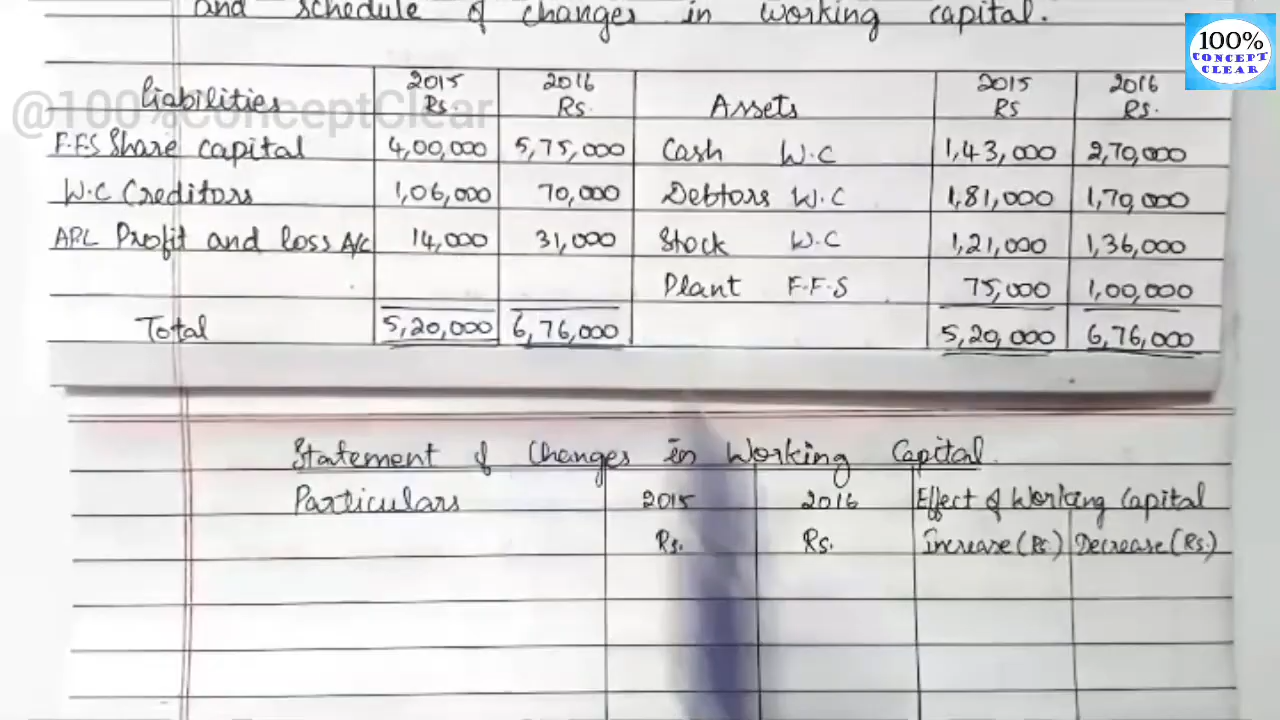 and schedule of changes in working capital.
100%
CONCEPT
CLEAR
@100%ConceptClear
Liabilities 2015 Rs 2016 Rs. Assets 2015 Rs 2016 Rs.
F.F.S Share capital 4,00,000 5,75,000 Cash W.C 1,43,000 2,70,000
W.C Creditors 1,06,000 70,000 Debtors W.C 1,81,000 1,70,000
APL Profit and loss A/C 14,000 31,000 Stock W.C 1,21,000 1,36,000
Plant F.F.S 75,000 1,00,000
Total 5,20,000 6,76,000 5,20,000 6,76,000
Statement of Changes in Working Capital.
Particulars 2015 2016 Effect of Working Capital
Rs. Rs. Increase (Rs.) Decrease (Rs.)